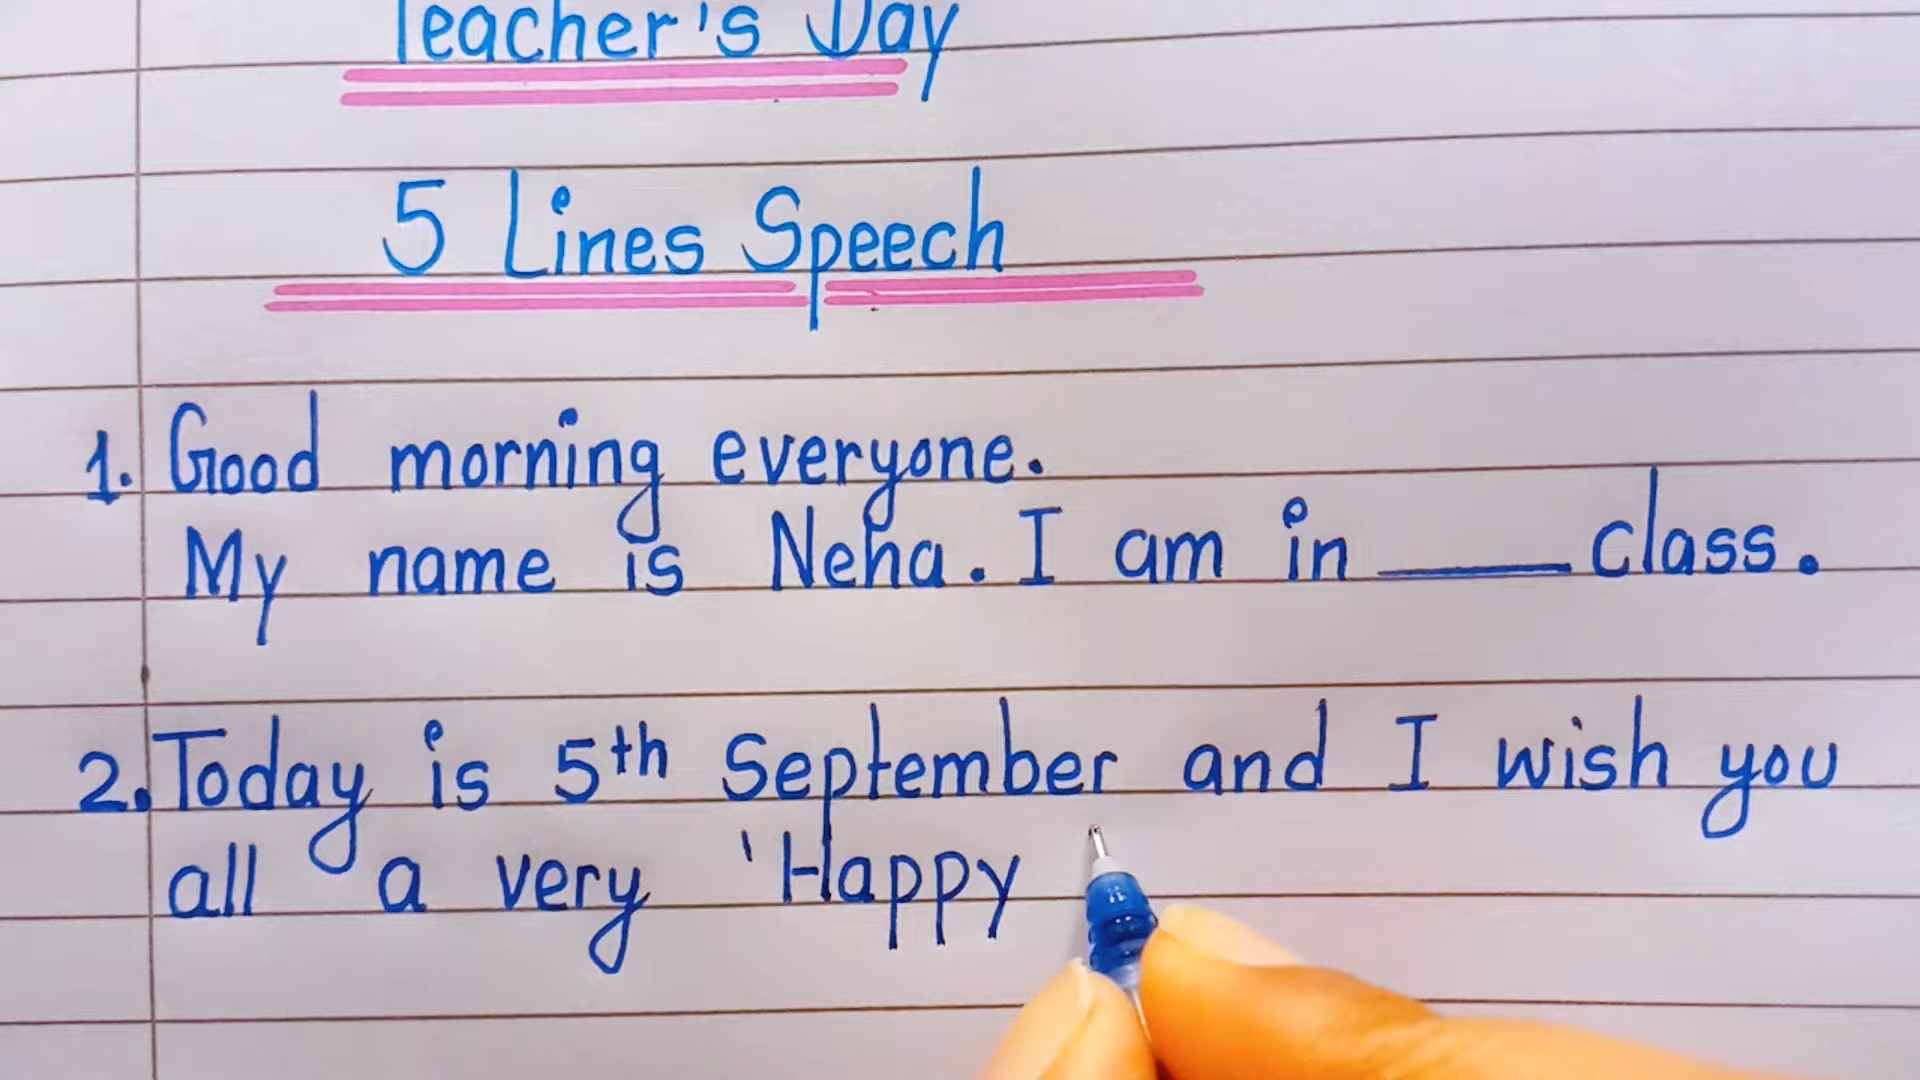 Teacher's Day
5 Lines Speech
1. Good morning everyone.
My name is Neha. I am in ____ class.
2. Today is 5th September and I wish you
all a very 'Happy